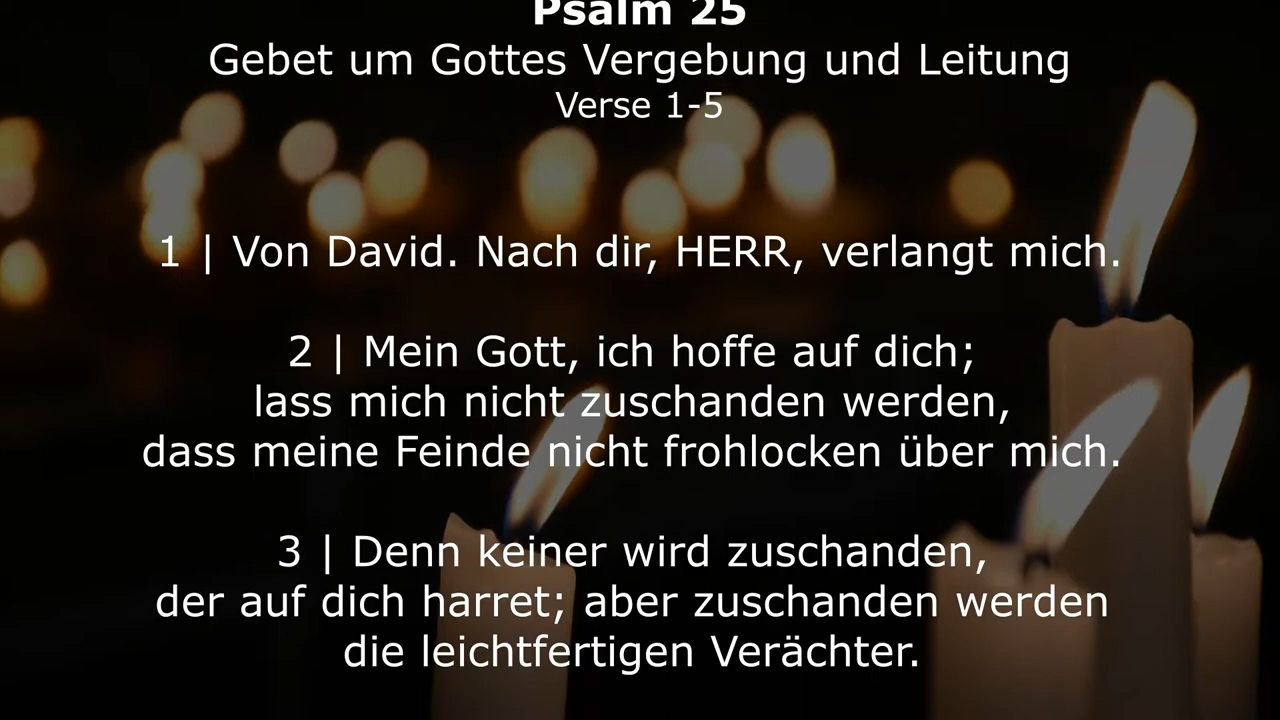 Psalm 25
Gebet um Gottes Vergebung und Leitung
Verse 1-5
1 | Von David. Nach dir, HERR, verlangt mich.
2 | Mein Gott, ich hoffe auf dich;
lass mich nicht zuschanden werden,
dass meine Feinde nicht frohlocken über mich.
3 | Denn keiner wird zuschanden,
der auf dich harret; aber zuschanden werden
die leichtfertigen Verächter.